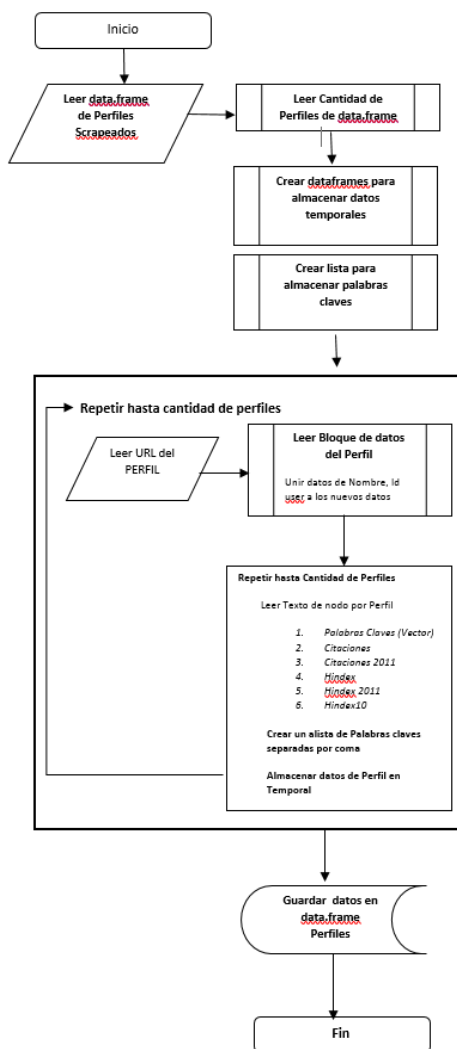 Inicio
Leer data.frame
de Perfiles
Scrapeados
Leer Cantidad de
Perfiles de data.frame
Crear dataframes para
almacenar datos
temporales
Crear lista para
almacenar palabras
claves
Repetir hasta cantidad de perfiles
Leer URL del
PERFIL
Leer Bloque de datos
del Perfil
Unir datos de Nombre, Id
user a los nuevos datos
Repetir hasta Cantidad de Perfiles
Leer Texto de nodo por Perfil
1. Palabras Claves (Vector)
2. Citaciones
3. Citaciones 2011
4. Hindex
5. Hindex 2011
6. Hindex10
Crear un alista de Palabras claves
separadas por coma
Almacenar datos de Perfil en
Temporal
Guardar datos en
data.frame
Perfiles
Fin